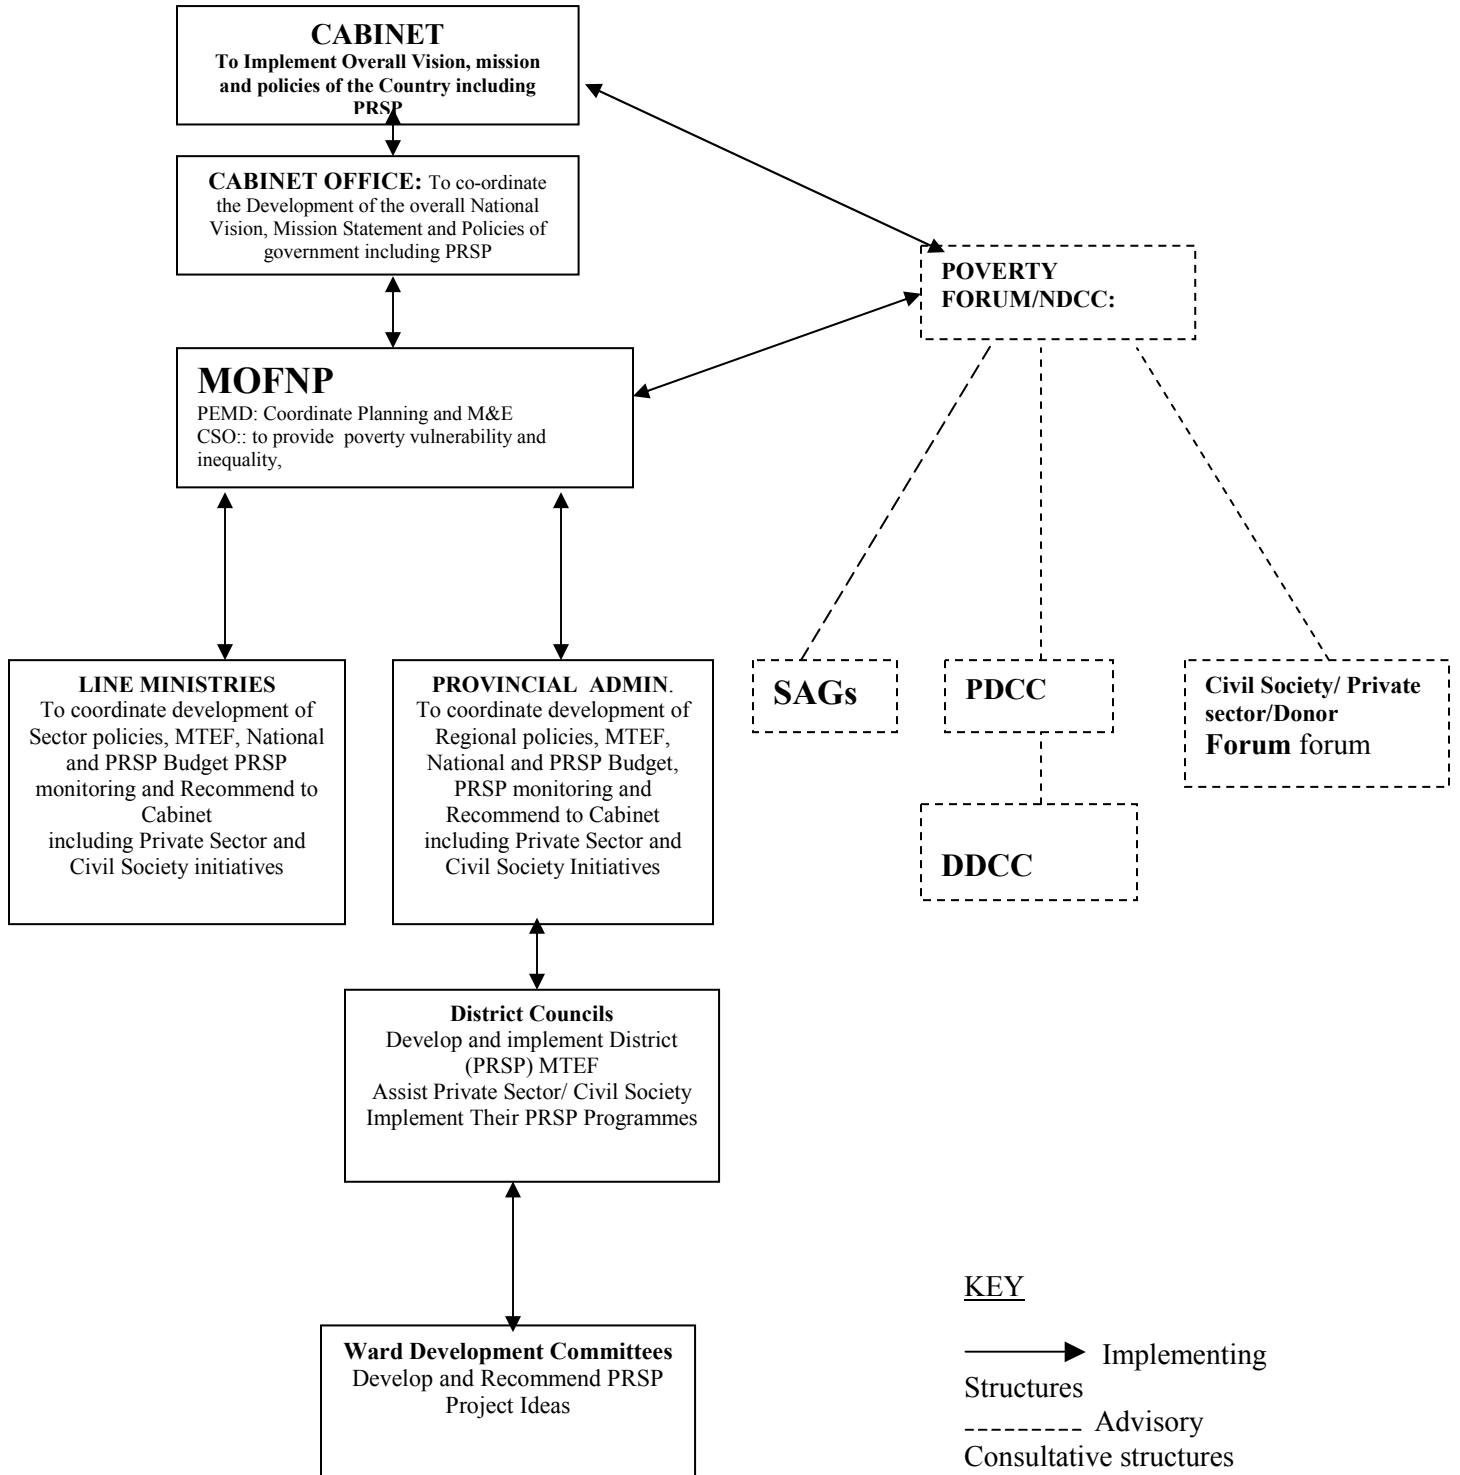 CABINET
To Implement Overall Vision, mission
and policies of the Country including
PRSP
CABINET OFFICE: To co-ordinate
the Development of the overall National
Vision, Mission Statement and Policies of
government including PRSP
POVERTY
FORUM/NDCC:
MOFNP
PEMD: Coordinate Planning and M&E
CSO:: to provide poverty vulnerability and
inequality,
LINE MINISTRIES
To coordinate development of
Sector policies, MTEF, National
and PRSP Budget PRSP
monitoring and Recommend to
Cabinet
including Private Sector and
Civil Society initiatives
PROVINCIAL ADMIN.
To coordinate development of
Regional policies, MTEF,
National and PRSP Budget,
PRSP monitoring and
Recommend to Cabinet
including Private Sector and
Civil Society Initiatives
SAGs
PDCC
Civil Society/ Private
sector/Donor
Forum forum
DDCC
District Councils
Develop and implement District
(PRSP) MTEF
Assist Private Sector/ Civil Society
Implement Their PRSP Programmes
Ward Development Committees
Develop and Recommend PRSP
Project Ideas
KEY
Implementing
Structures
Advisory
Consultative structures